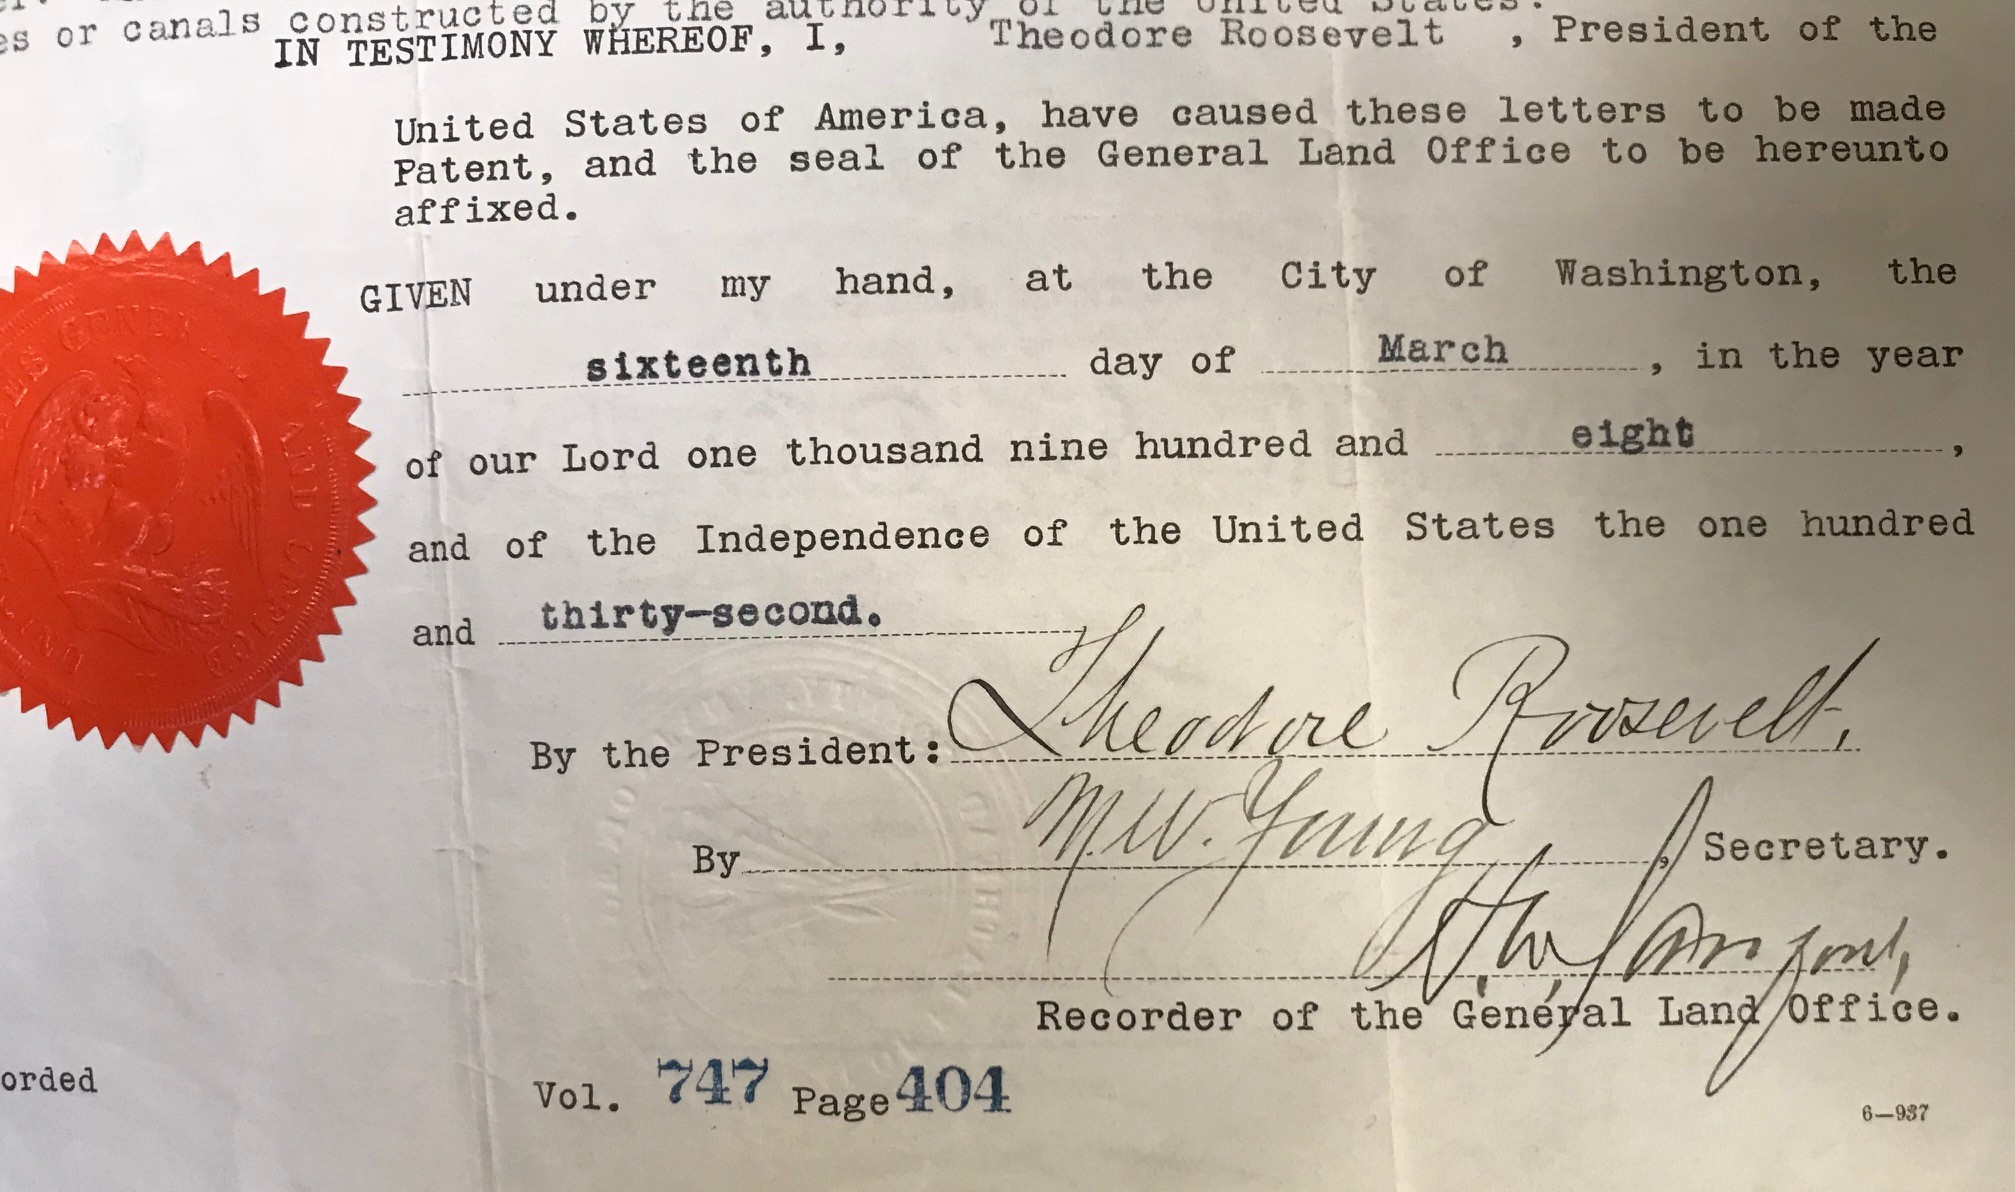 or canals constructed by the authority of the United States.
IN TESTIMONY WHEREOF, I, Theodore Roosevelt , President of the
United States of America, have caused these letters to be made
Patent, and the seal of the General Land Office to be hereunto
affixed.
GIVEN under my hand, at the City of Washington, the
sixteenth day of March , in the year
of our Lord one thousand nine hundred and eight ,
and of the Independence of the United States the one hundred
and thirty-second.
By the President: Theodore Roosevelt,
By M.W. Young, Secretary.
Recorder of the General Land Office.
orded Vol. 747 Page 404
6—937